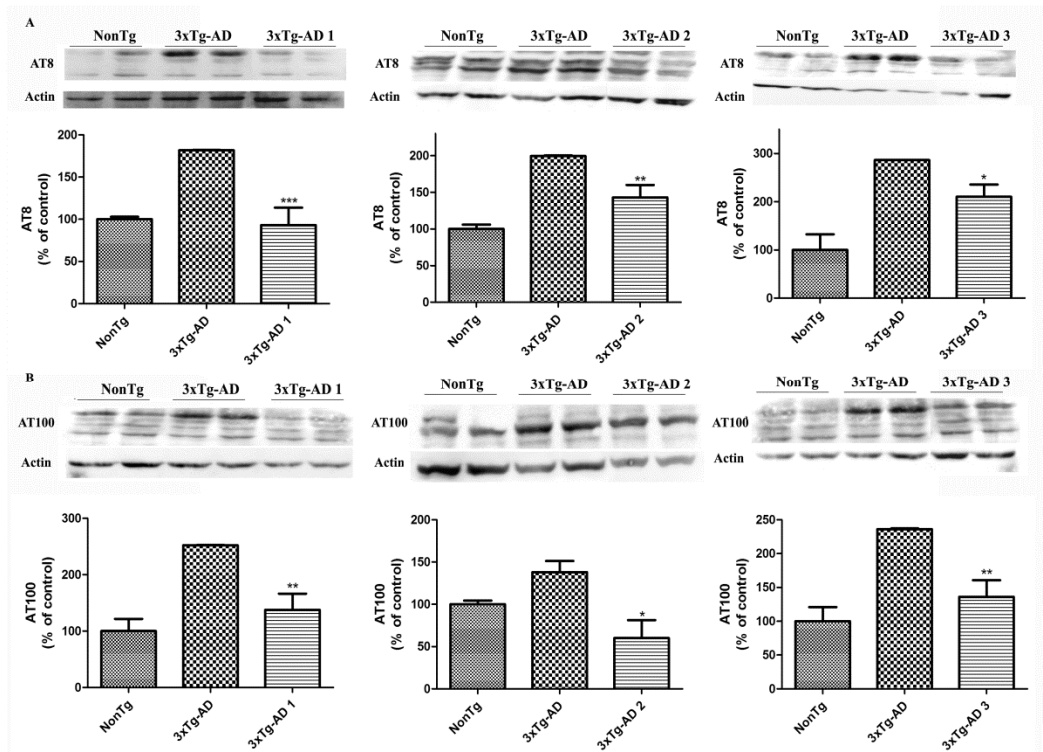 A
NonTg 3xTg-AD 3xTg-AD 1
AT8
Actin
200
150
100
50
0
AT8
(% of control)
***
NonTg
3xTg-AD
3xTg-AD 1
NonTg 3xTg-AD 3xTg-AD 2
AT8
Actin
200
150
100
50
0
AT8
(% of control)
**
NonTg
3xTg-AD
3xTg-AD 2
NonTg 3xTg-AD 3xTg-AD 3
AT8
Actin
300
200
100
0
AT8
(% of control)
*
NonTg
3xTg-AD
3xTg-AD 3
B
NonTg 3xTg-AD 3xTg-AD 1
AT100
Actin
300
200
100
0
AT100
(% of control)
**
NonTg
3xTg-AD
3xTg-AD 1
NonTg 3xTg-AD 3xTg-AD 2
AT100
Actin
200
150
100
50
0
AT100
(% of control)
*
NonTg
3xTg-AD
3xTg-AD 2
NonTg 3xTg-AD 3xTg-AD 3
AT100
Actin
250
200
150
100
50
0
AT100
(% of control)
**
NonTg
3xTg-AD
3xTg-AD 3